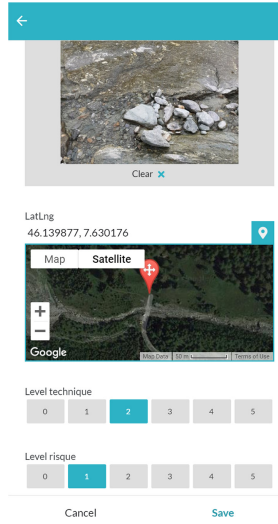 Clear ×
LatLng
46.139877, 7.630176
Map Satellite
+
−
Google Map Data 50 m Terms of Use
Level technique
0 1 2 3 4 5
Level risque
0 1 2 3 4 5
Cancel Save